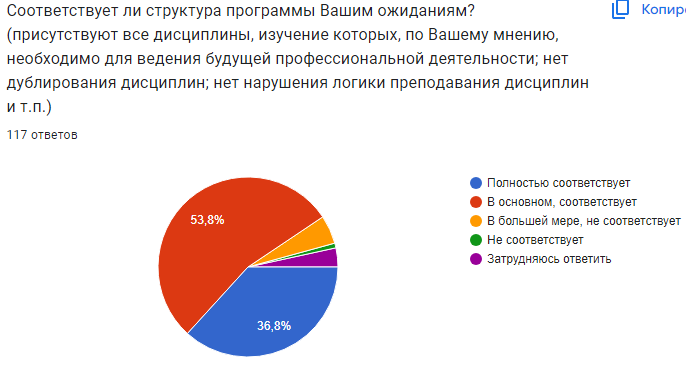 Соответствует ли структура программы Вашим ожиданиям?
(присутствуют все дисциплины, изучение которых, по Вашему мнению,
необходимо для ведения будущей профессиональной деятельности; нет
дублирования дисциплин; нет нарушения логики преподавания дисциплин
и т.п.)
Копиро
117 ответов
53,8%
36,8%
Полностью соответствует
В основном, соответствует
В большей мере, не соответствует
Не соответствует
Затрудняюсь ответить